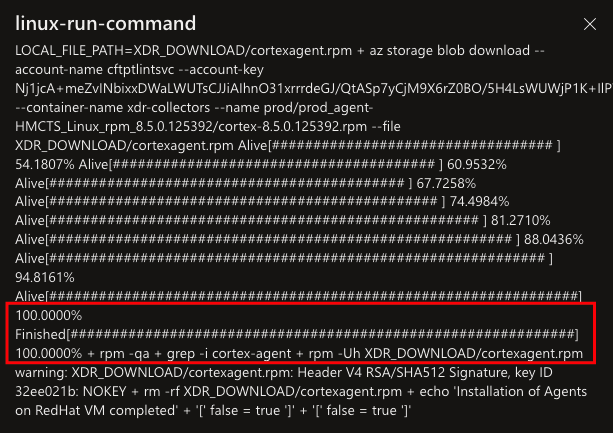 linux-run-command
LOCAL_FILE_PATH=XDR_DOWNLOAD/cortexagent.rpm + az storage blob download --
account-name cftptlintsvc --account-key
Nj1jcA+meZvINbixxDWaLWUTsCJJiAIhnO31xrrrdeGJ/QtASp7yCjM9X6rZ0BO/5H4LsWUWjP1K+IlP
--container-name xdr-collectors --name prod/prod_agent-
HMCTS_Linux_rpm_8.5.0.125392/cortex-8.5.0.125392.rpm --file
XDR_DOWNLOAD/cortexagent.rpm Alive[################################## ]
54.1807% Alive[####################################### ] 60.9532%
Alive[########################################### ] 67.7258%
Alive[############################################### ] 74.4984%
Alive[#################################################### ] 81.2710%
Alive[######################################################## ] 88.0436%
Alive[############################################################ ]
94.8161%
Alive[################################################################]
100.0000%
Finished[#############################################################]
100.0000% + rpm -qa + grep -i cortex-agent + rpm -Uh XDR_DOWNLOAD/cortexagent.rpm
warning: XDR_DOWNLOAD/cortexagent.rpm: Header V4 RSA/SHA512 Signature, key ID
32ee021b: NOKEY + rm -rf XDR_DOWNLOAD/cortexagent.rpm + echo 'Installation of Agents
on RedHat VM completed' + '[' false = true ']' + '[' false = true ']'